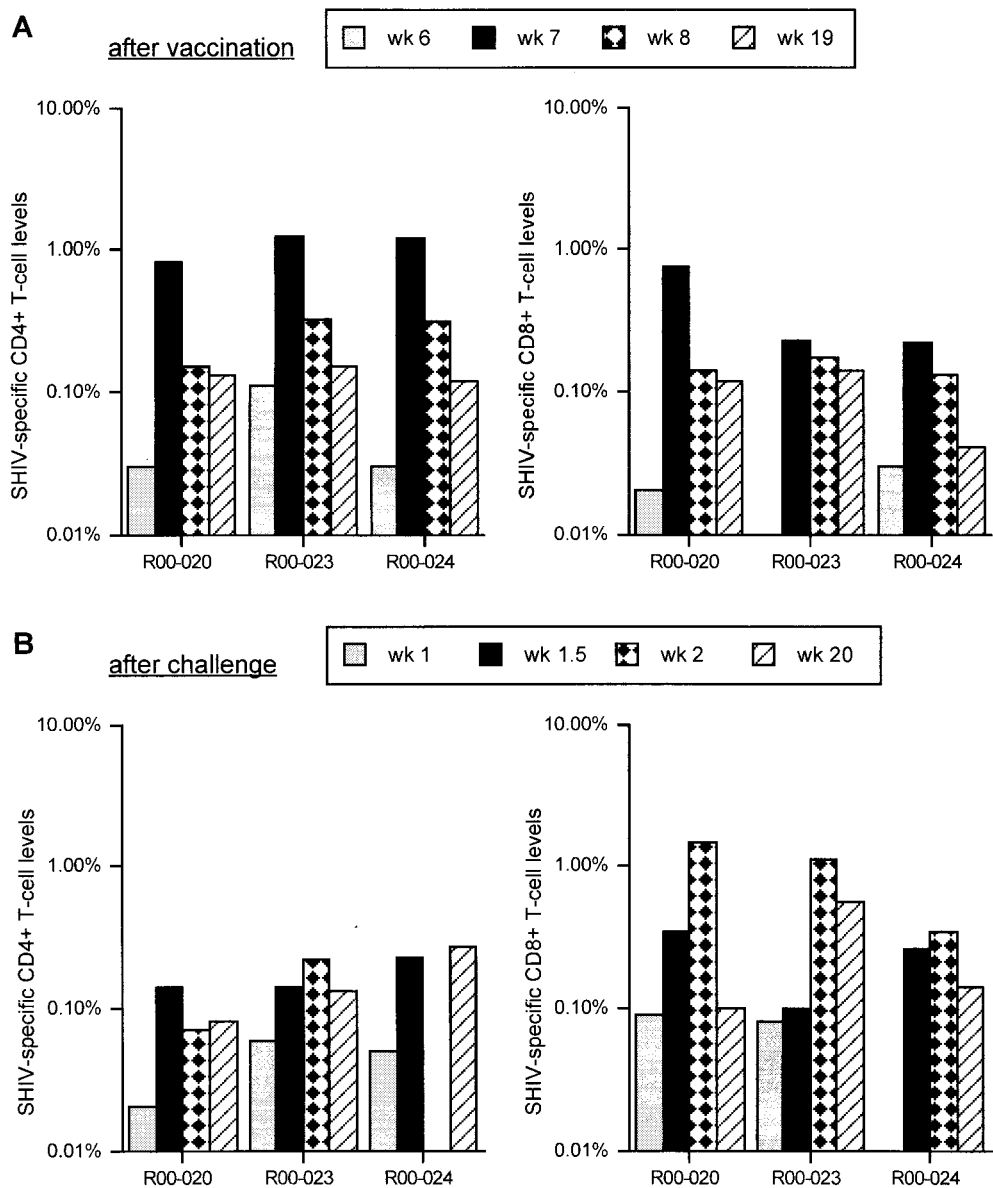 A
after vaccination
wk 6 wk 7 wk 8 wk 19
SHIV-specific CD4+ T-cell levels
10.00%
1.00%
0.10%
0.01%
R00-020 R00-023 R00-024
SHIV-specific CD8+ T-cell levels
10.00%
1.00%
0.10%
0.01%
R00-020 R00-023 R00-024
B
after challenge
wk 1 wk 1.5 wk 2 wk 20
SHIV-specific CD4+ T-cell levels
10.00%
1.00%
0.10%
0.01%
R00-020 R00-023 R00-024
SHIV-specific CD8+ T-cell levels
10.00%
1.00%
0.10%
0.01%
R00-020 R00-023 R00-024